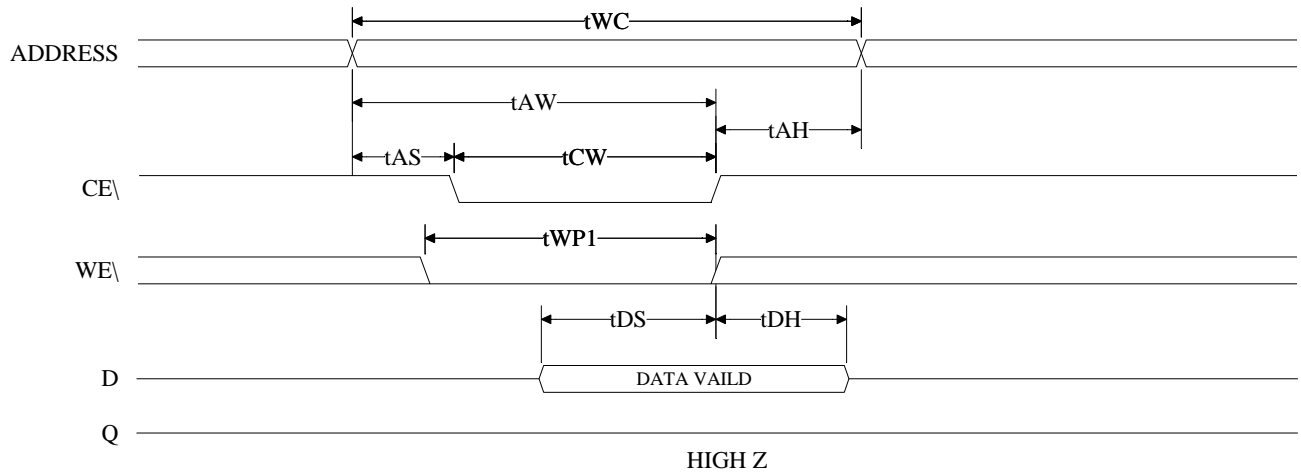 tWC
ADDRESS
tAW
tAH
tAS
tCW
CE\
tWP1
WE\
tDS
tDH
D
DATA VAILD
Q
HIGH Z